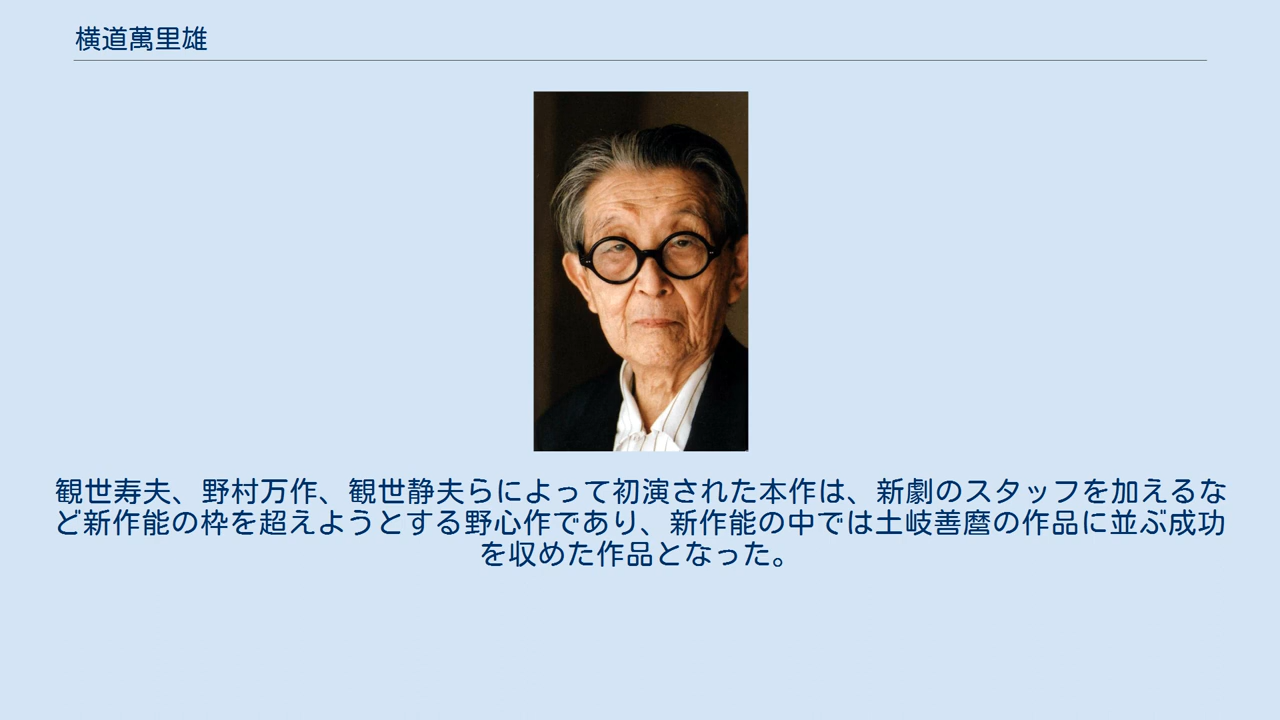 横道萬里雄
観世寿夫、野村万作、観世静夫らによって初演された本作は、新劇のスタッフを加えるな
ど新作能の枠を超えようとする野心作であり、新作能の中では土岐善麿の作品に並ぶ成功
を収めた作品となった。